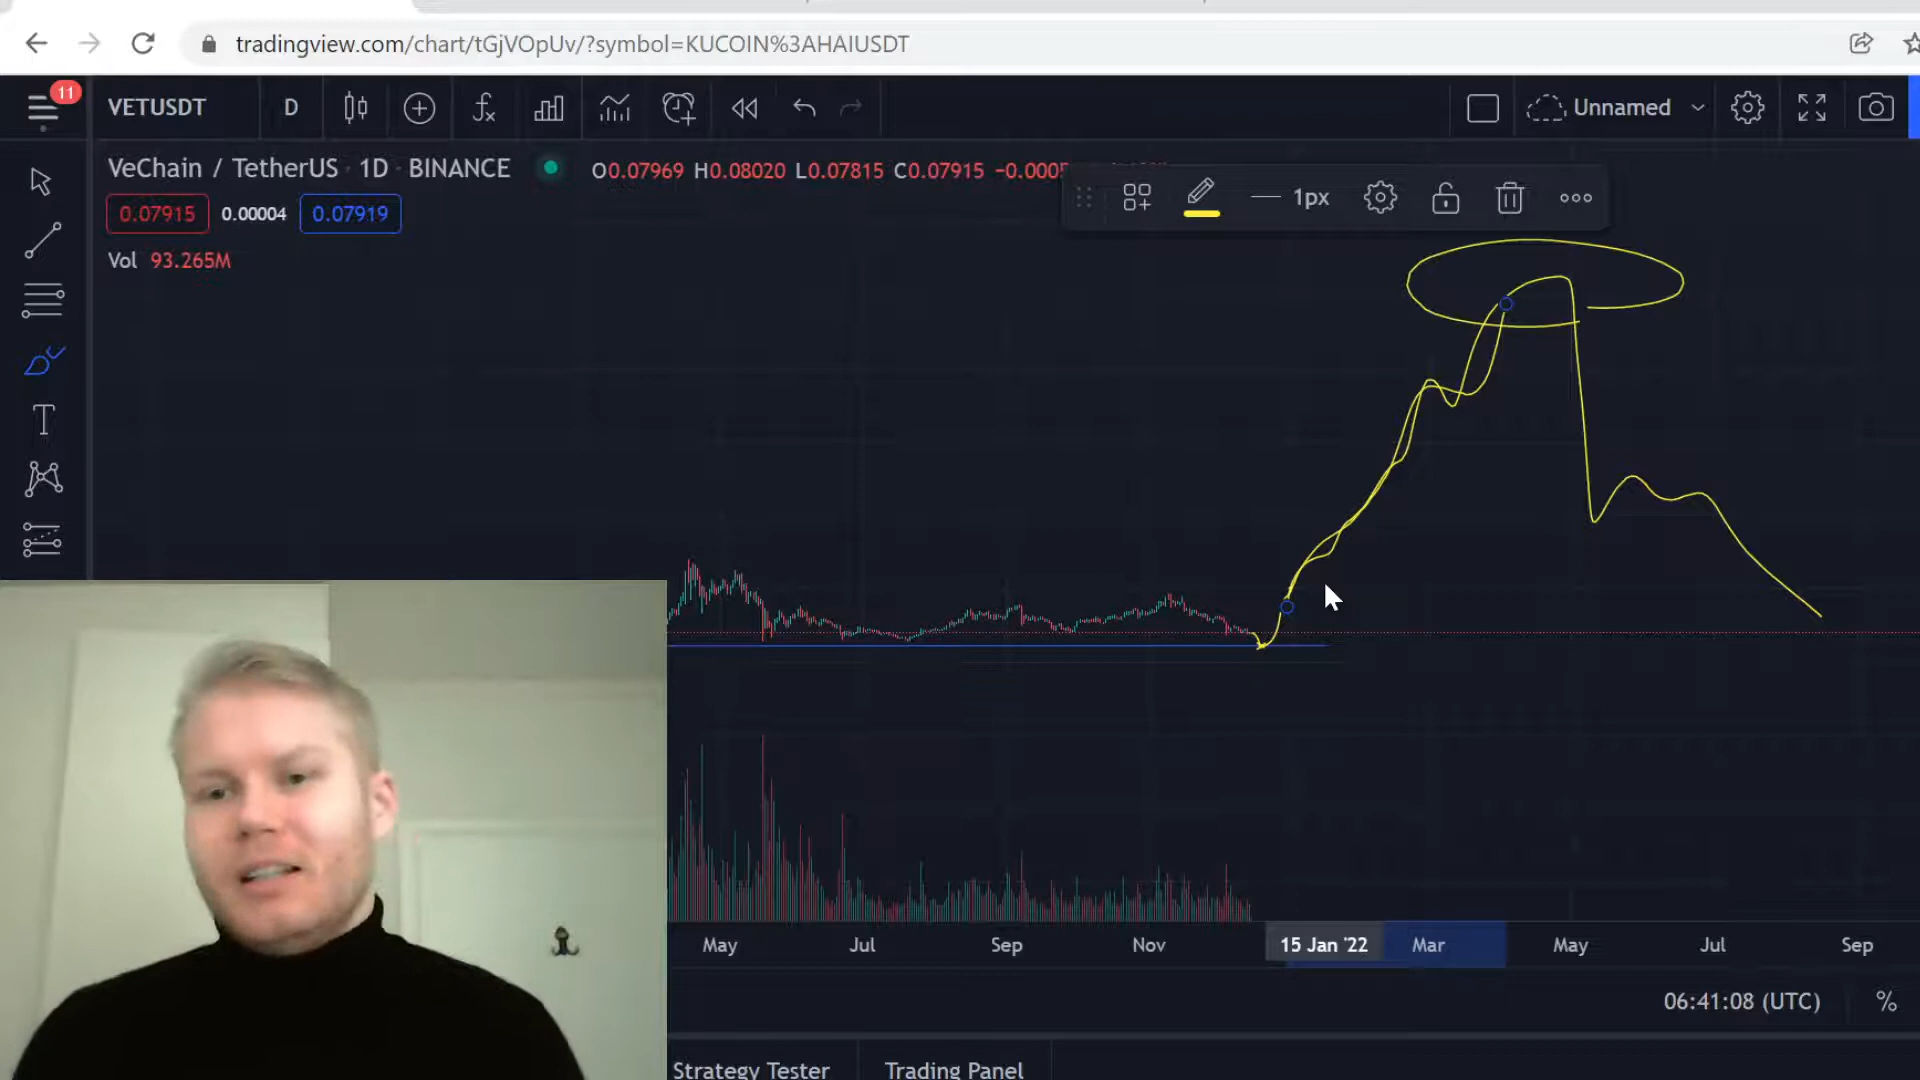 tradingview.com/chart/tGjVOpUv/?symbol=KUCOIN%3AHAIUSDT
11
VETUSDT D Unnamed
VeChain / TetherUS · 1D · BINANCE O0.07969 H0.08020 L0.07815 C0.07915
0.07915 0.00004 0.07919
1px
Vol 93.265M
T
May Jul Sep Nov 15 Jan '22 Mar May Jul Sep
06:41:08 (UTC) %
Strategy Tester Trading Panel